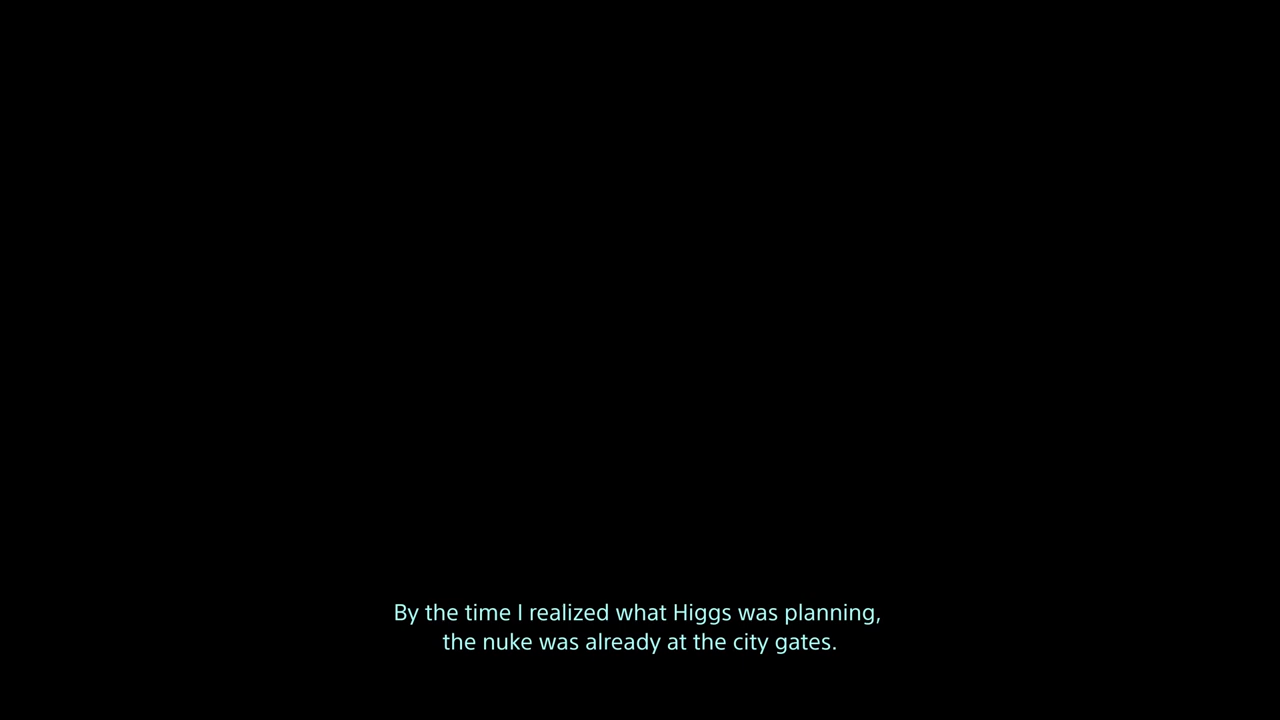 By the time I realized what Higgs was planning,
the nuke was already at the city gates.